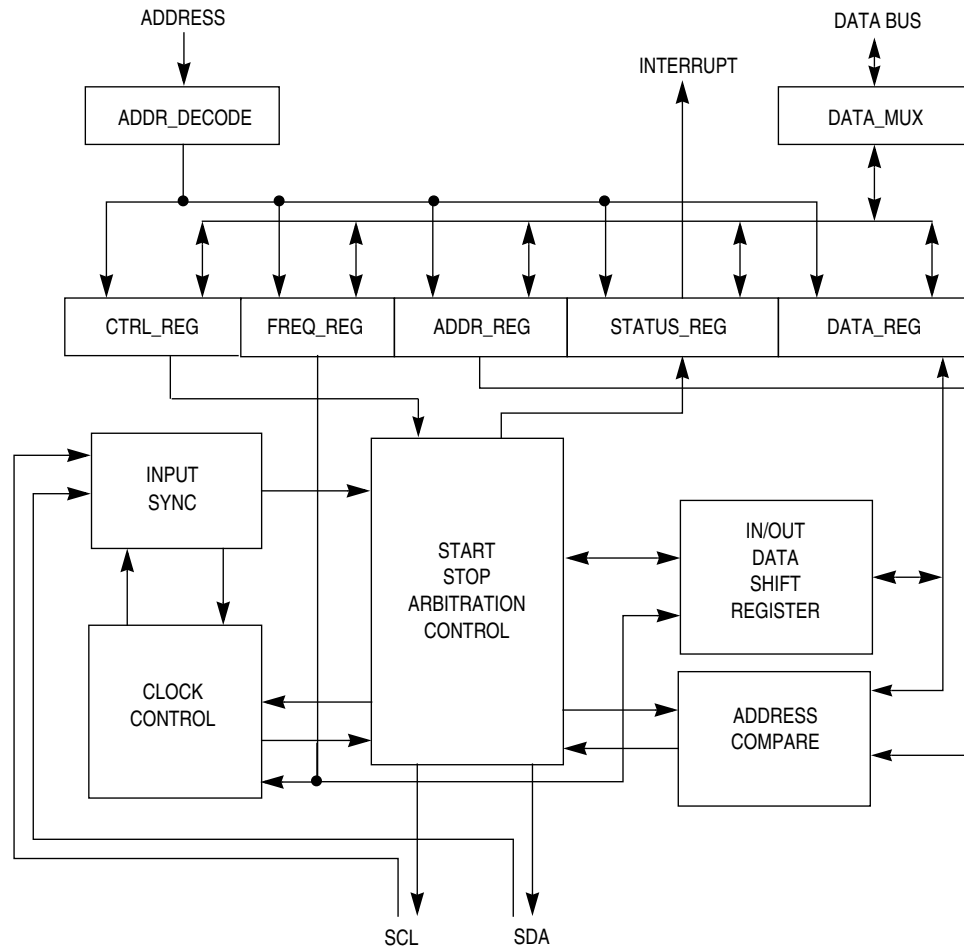 ADDRESS
DATA BUS
INTERRUPT
ADDR_DECODE
DATA_MUX
CTRL_REG
FREQ_REG
ADDR_REG
STATUS_REG
DATA_REG
INPUT
SYNC
START
STOP
ARBITRATION
CONTROL
IN/OUT
DATA
SHIFT
REGISTER
CLOCK
CONTROL
ADDRESS
COMPARE
SCL
SDA